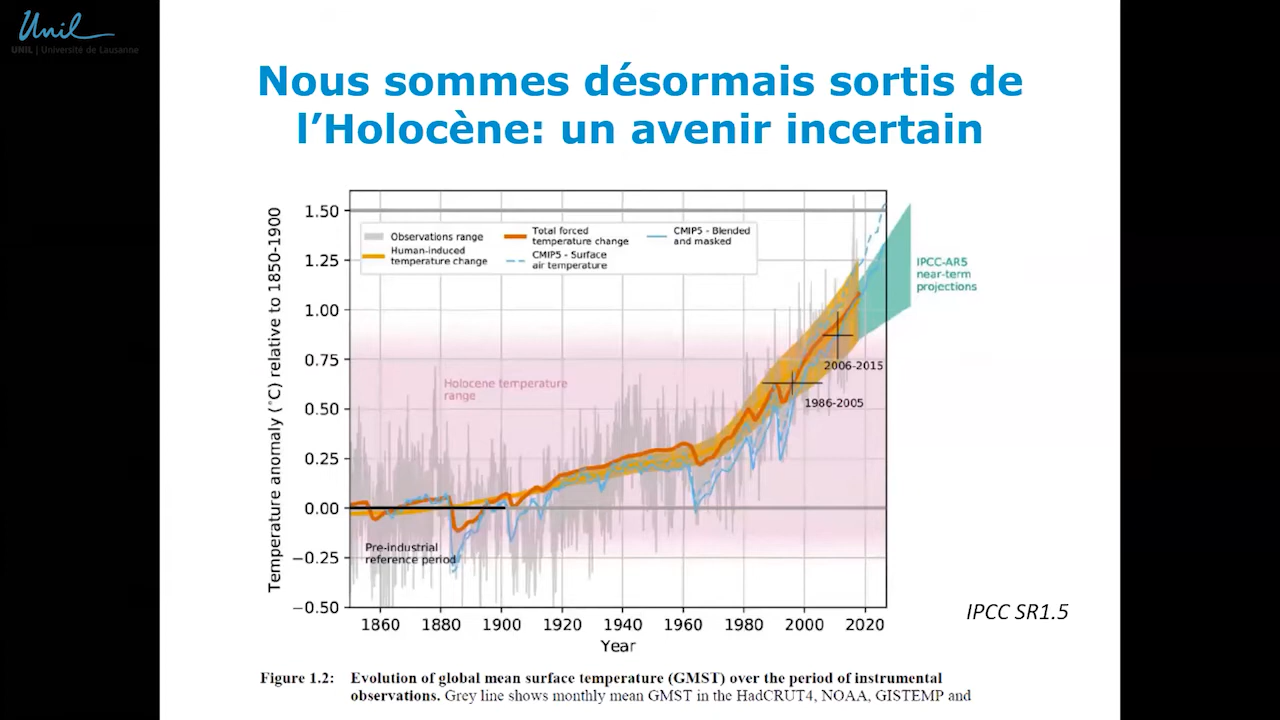 Unil
UNIL | Université de Lausanne
Nous sommes désormais sortis de
l’Holocène: un avenir incertain
Temperature anomaly (°C) relative to 1850-1900
1.50
1.25
1.00
0.75
0.50
0.25
0.00
−0.25
−0.50
Observations range
Human-induced
temperature change
Total forced
temperature change
CMIP5 - Surface
air temperature
CMIP5 - Blended
and masked
IPCC-AR5
near-term
projections
Holocene temperature
range
2006-2015
1986-2005
Pre-industrial
reference period
1860 1880 1900 1920 1940 1960 1980 2000 2020
Year
IPCC SR1.5
Figure 1.2: Evolution of global mean surface temperature (GMST) over the period of instrumental
observations. Grey line shows monthly mean GMST in the HadCRUT4, NOAA, GISTEMP and